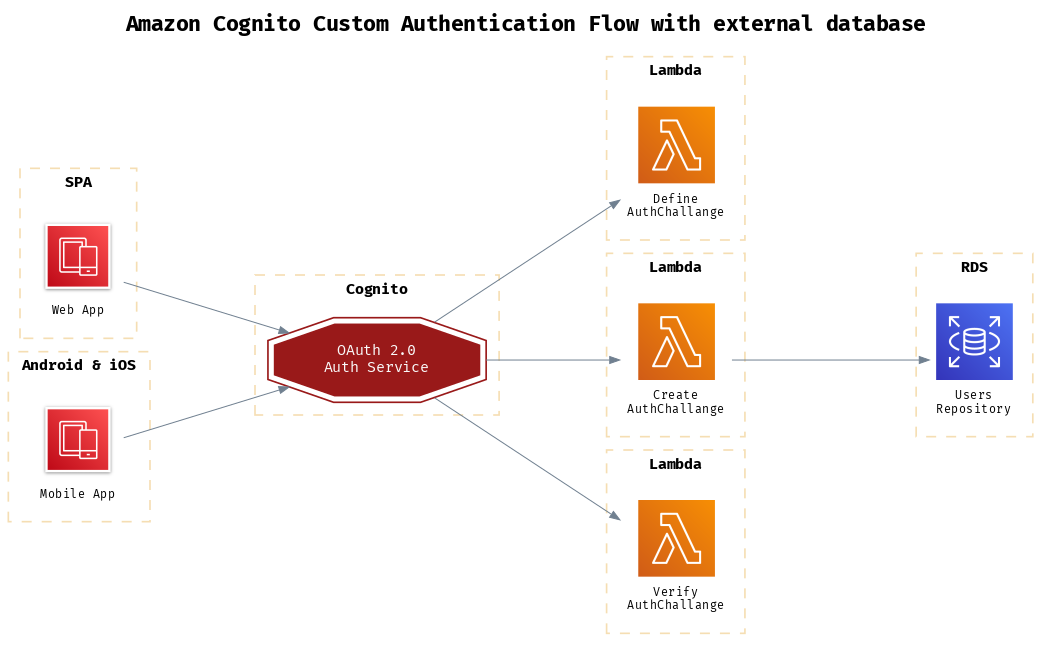 Amazon Cognito Custom Authentication Flow with external database
SPA
Web App
Android & iOS
Mobile App
Cognito
OAuth 2.0
Auth Service
Lambda
Define
AuthChallange
Lambda
Create
AuthChallange
Lambda
Verify
AuthChallange
RDS
Users
Repository